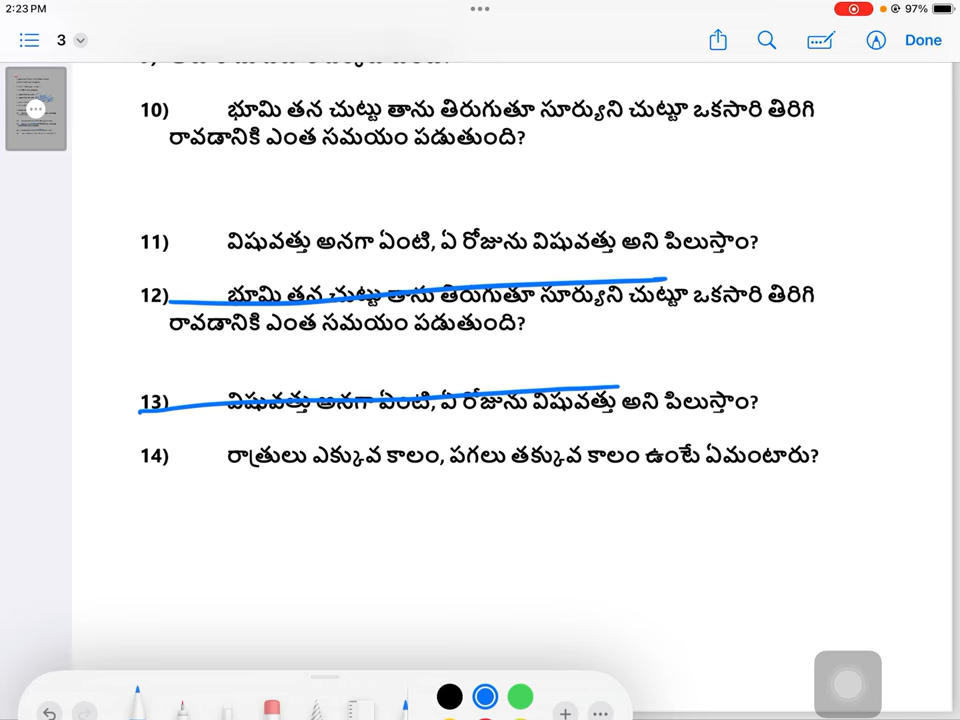 2:23 PM
97%
3
Done
10) భూమి తన చుట్టు తాను తిరుగుతూ సూర్యుని చుట్టూ ఒకసారి తిరిగి
రావడానికి ఎంత సమయం పడుతుంది?
11) విషువత్తు అనగా ఏంటి, ఏ రోజును విషువత్తు అని పిలుస్తాం?
12) భూమి తన చుట్టు తాను తిరుగుతూ సూర్యుని చుట్టూ ఒకసారి తిరిగి
రావడానికి ఎంత సమయం పడుతుంది?
13) విషువత్తు అనగా ఏంటి, ఏ రోజును విషువత్తు అని పిలుస్తాం?
14) రాత్రులు ఎక్కువ కాలం, పగలు తక్కువ కాలం ఉంటే ఏమంటారు?